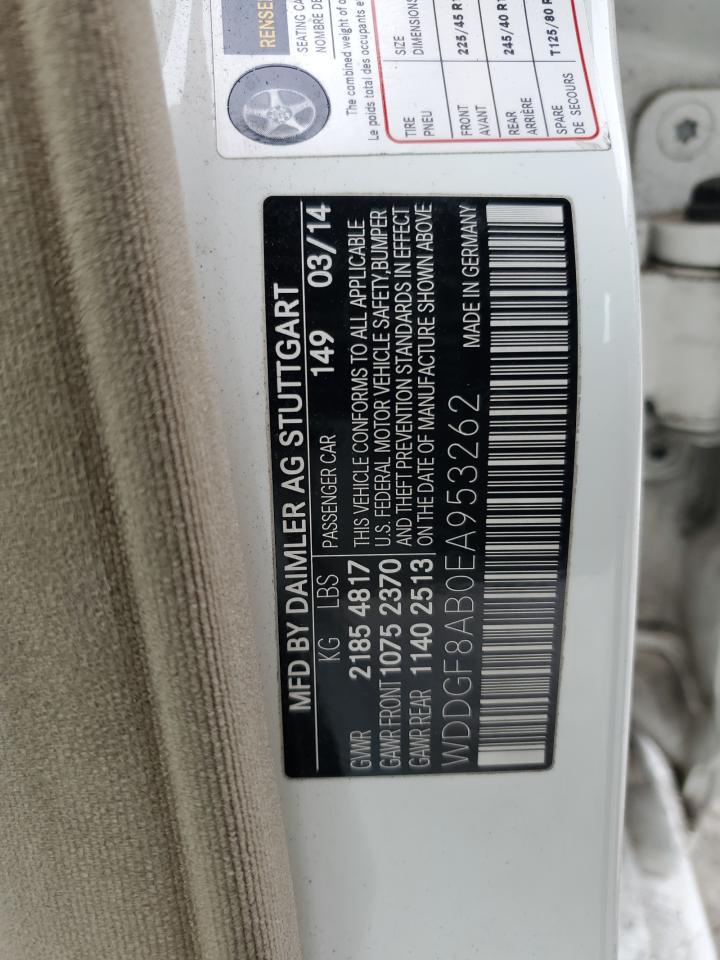 RENSE
SEATING CA
NOMBRE DE
The combined weight of o
Le poids total des occupants e
TIRE SIZE
PNEU DIMENSIONS
FRONT 225/45 R1
AVANT
REAR 245/40 R1
ARRIÈRE
SPARE T125/80 R
DE SECOURS
MFD BY DAIMLER AG STUTTGART
KG LBS PASSENGER CAR 149 03/14
GVWR 2185 4817 THIS VEHICLE CONFORMS TO ALL APPLICABLE
U.S. FEDERAL MOTOR VEHICLE SAFETY,BUMPER
GAWR FRONT 1075 2370 AND THEFT PREVENTION STANDARDS IN EFFECT
GAWR REAR 1140 2513 ON THE DATE OF MANUFACTURE SHOWN ABOVE
WDDGF8AB0EA953262 MADE IN GERMANY